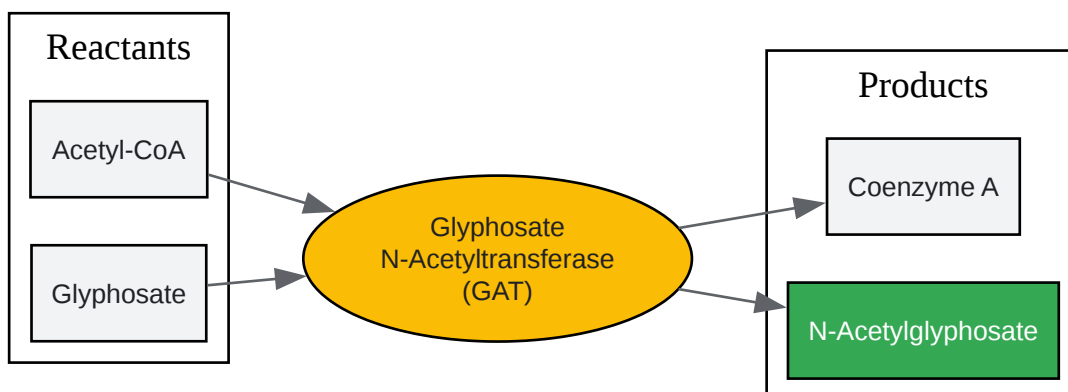 Reactants
Acetyl-CoA
Glyphosate
Glyphosate
N-Acetyltransferase
(GAT)
Products
Coenzyme A
N-Acetylglyphosate